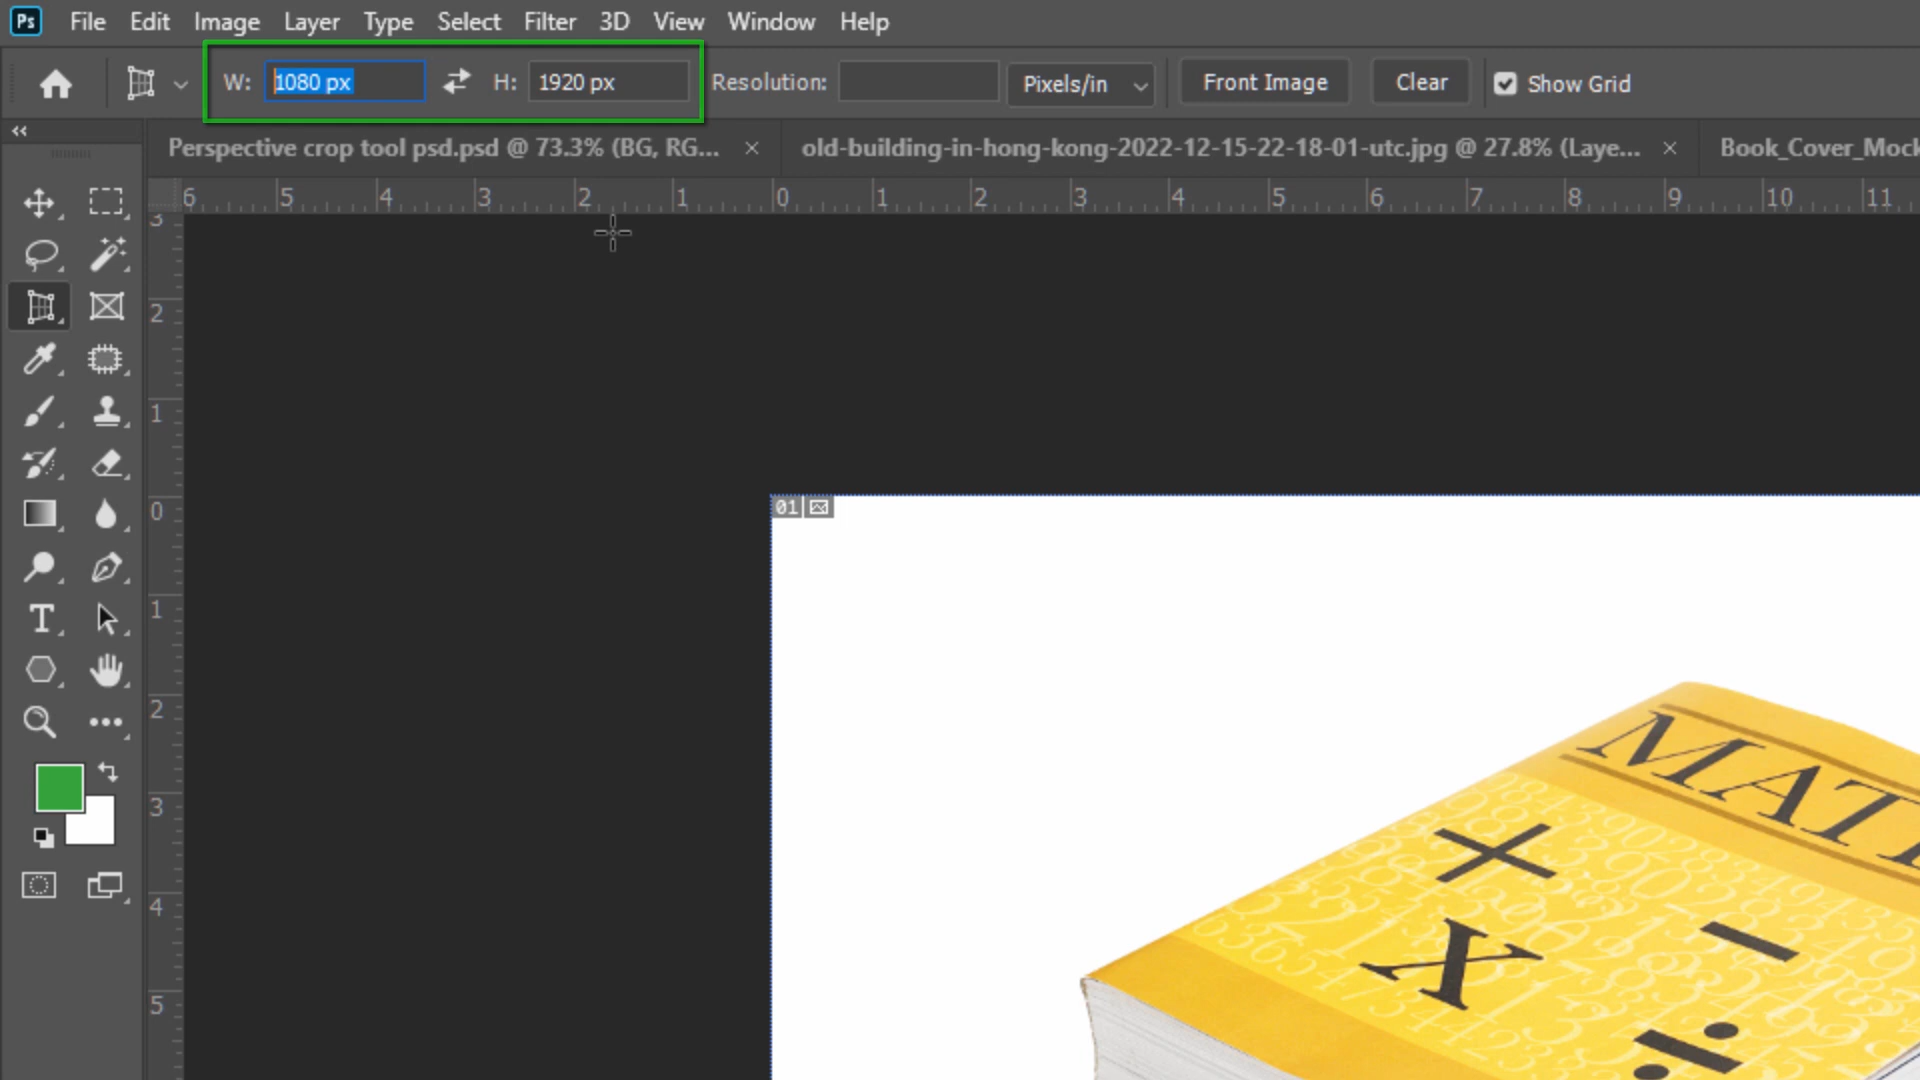 Ps File Edit Image Layer Type Select Filter 3D View Window Help
W: 1080 px H: 1920 px Resolution: Pixels/in Front Image Clear Show Grid
Perspective crop tool psd.psd @ 73.3% (BG, RG... × old-building-in-hong-kong-2022-12-15-22-18-01-utc.jpg @ 27.8% (Laye... × Book_Cover_Mock
6 5 4 3 2 1 0 1 2 3 4 5 6 7 8 9 10 11
3
2
1
0
01
1
2
3
4
5
T
MAT
+
x
−
÷